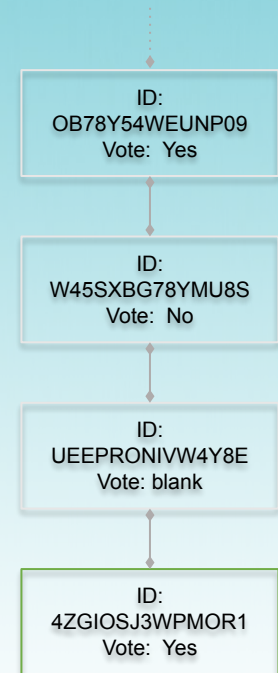 ID:
OB78Y54WEUNP09
Vote:  Yes
ID:
W45SXBG78YMU8S
Vote:  No
ID:
UEEPRONIVW4Y8E
Vote: blank
ID:
4ZGIOSJ3WPMOR1
Vote:  Yes